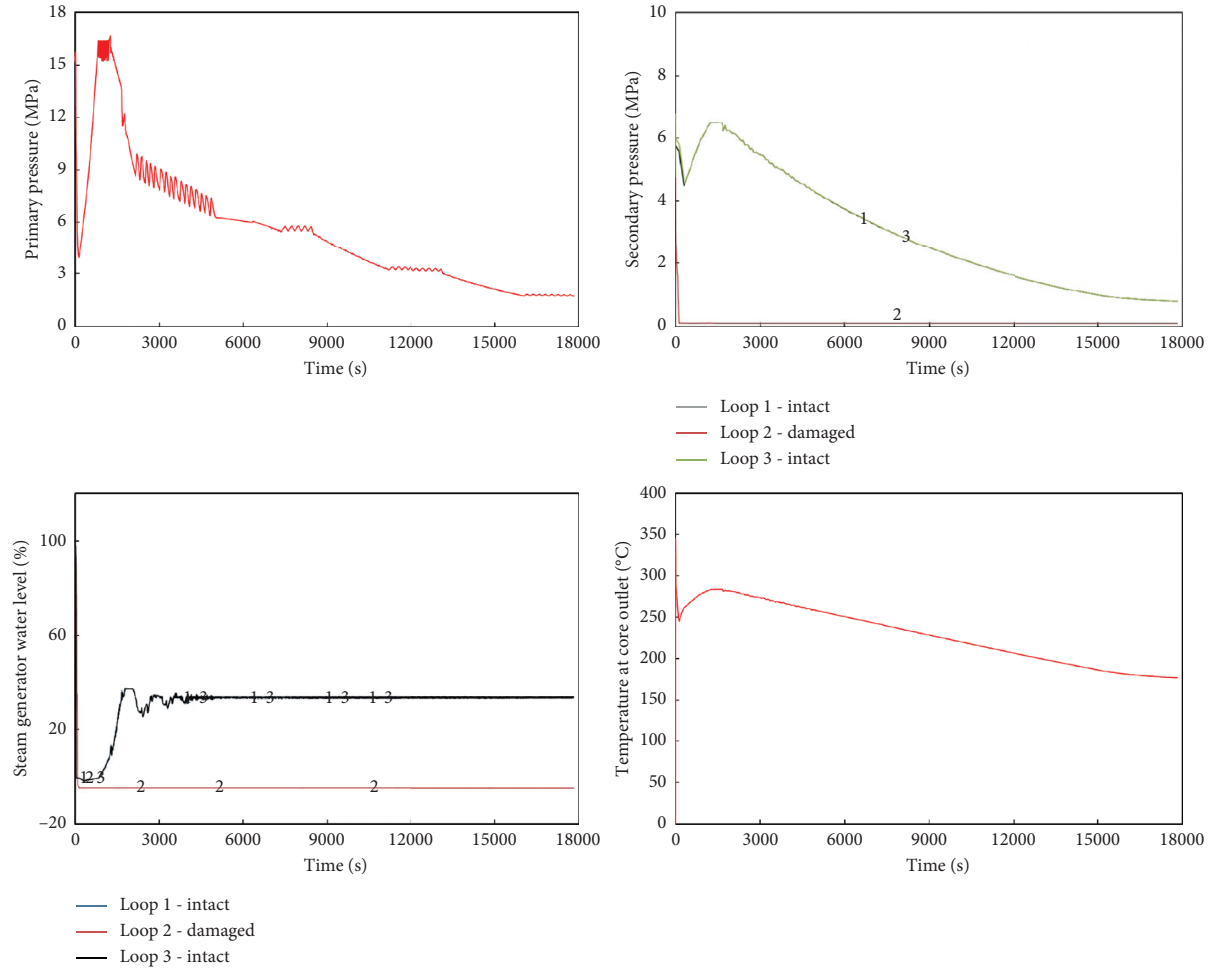 Primary pressure (MPa)
18
15
12
9
6
3
0
0 3000 6000 9000 12000 15000 18000
Time (s)
Secondary pressure (MPa)
10
8
6
4
2
0
1
3
2
0 3000 6000 9000 12000 15000 18000
Time (s)
Loop 1 - intact
Loop 2 - damaged
Loop 3 - intact
Steam generator water level (%)
100
60
20
–20
1 3 1 3 1 3 1 3
1 2 3
2 2 2
0 3000 6000 9000 12000 15000 18000
Time (s)
Loop 1 - intact
Loop 2 - damaged
Loop 3 - intact
Temperature at core outlet (°C)
400
350
300
250
200
150
100
50
0
0 3000 6000 9000 12000 15000 18000
Time (s)